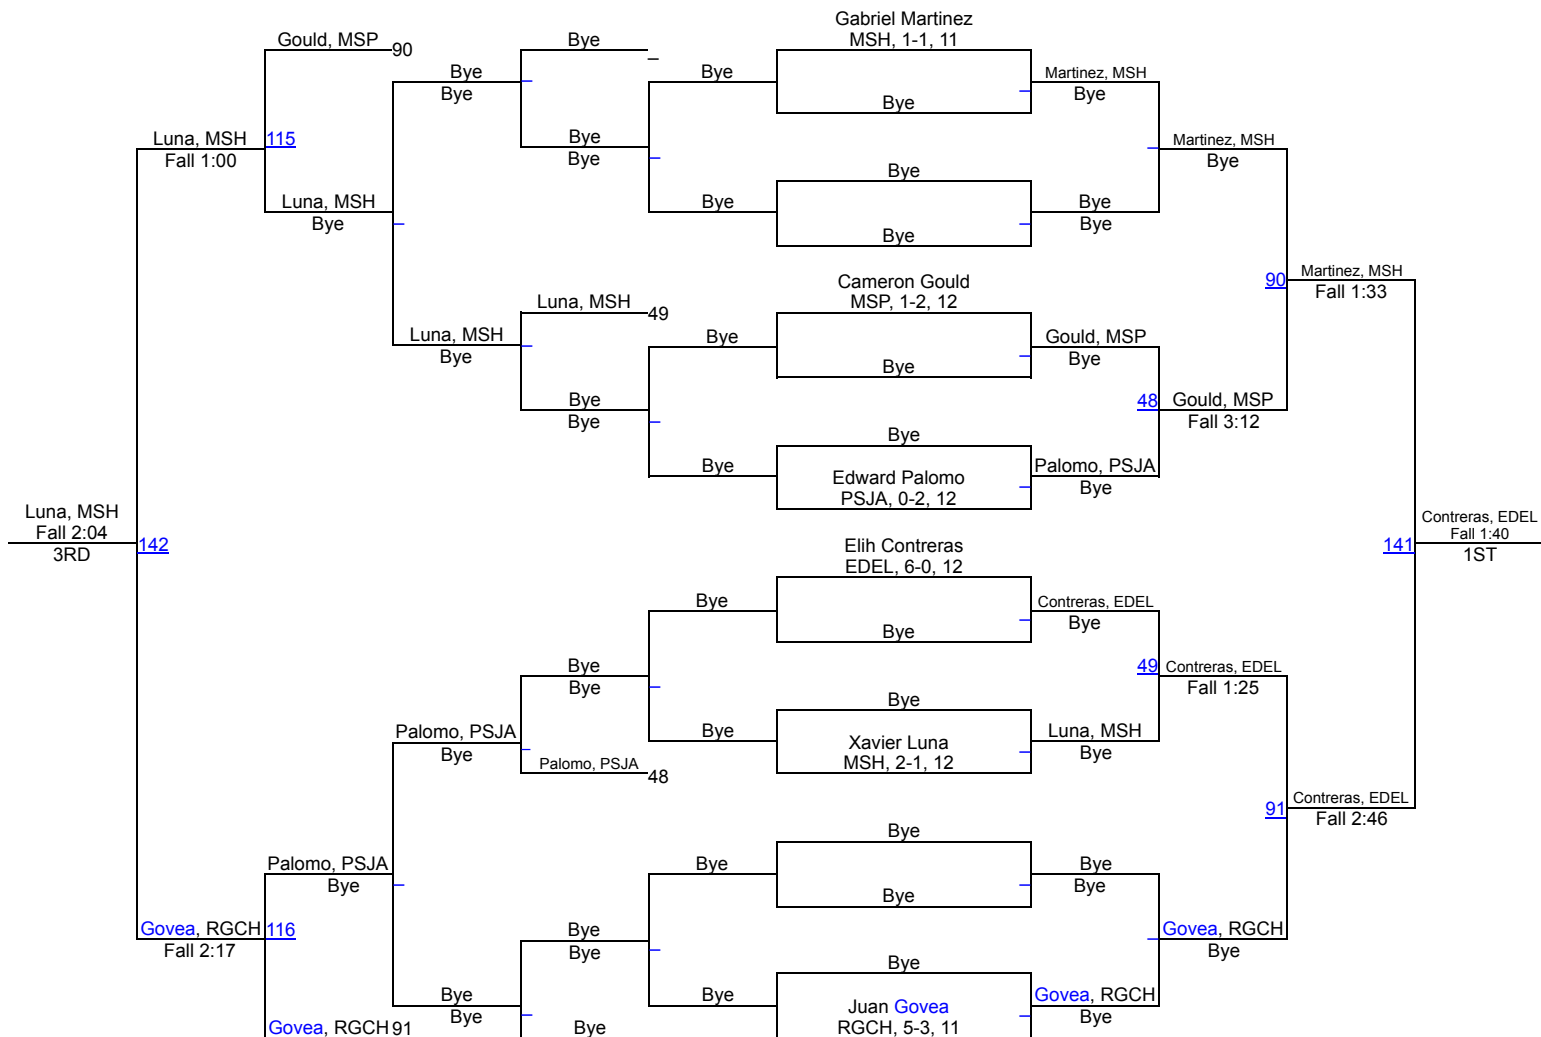 Gabriel Martinez
MSH, 1-1, 11
Gould, MSP 90
Bye
Bye
Bye
Bye
Martinez, MSH
Bye
Bye
Luna, MSH
Fall 1:00
115
Bye
Bye
Martinez, MSH
Bye
Bye
Luna, MSH
Bye
Bye
Bye
Bye
Bye
Cameron Gould
MSP, 1-2, 12
90
Martinez, MSH
Fall 1:33
Luna, MSH 49
Luna, MSH
Bye
Bye
Gould, MSP
Bye
Bye
Bye
Bye
48
Gould, MSP
Fall 3:12
Bye
Bye
Edward Palomo
PSJA, 0-2, 12
Palomo, PSJA
Bye
Luna, MSH
Fall 2:04
3RD
142
Contreras, EDEL
Fall 1:40
1ST
141
Elih Contreras
EDEL, 6-0, 12
Bye
Bye
Contreras, EDEL
Bye
Bye
Bye
49
Contreras, EDEL
Fall 1:25
Bye
Palomo, PSJA
Bye
Bye
Xavier Luna
MSH, 2-1, 12
Luna, MSH
Bye
Palomo, PSJA 48
91
Contreras, EDEL
Fall 2:46
Bye
Palomo, PSJA
Bye
Bye
Bye
Bye
Bye
Govea, RGCH
Fall 2:17
116
Bye
Bye
Govea, RGCH
Bye
Bye
Bye
Bye
Bye
Juan Govea
RGCH, 5-3, 11
Govea, RGCH
Bye
Govea, RGCH 91
Bye